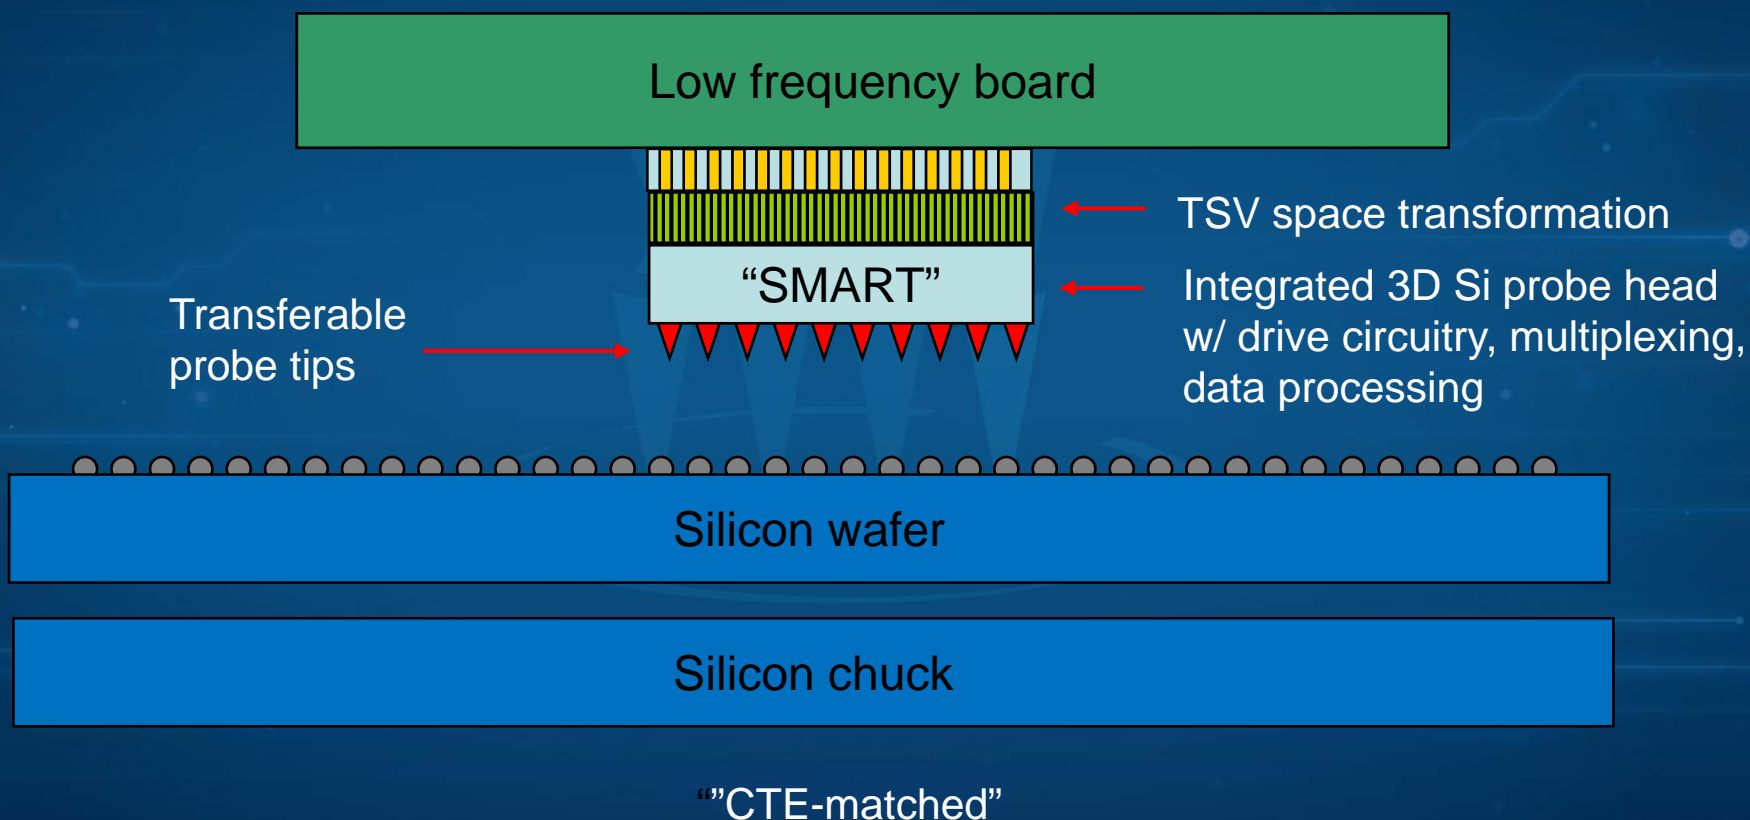 Low frequency board
TSV space transformation
“SMART”
Integrated 3D Si probe head
w/ drive circuitry, multiplexing,
data processing
Transferable
probe tips
Silicon wafer
Silicon chuck
“”CTE-matched”